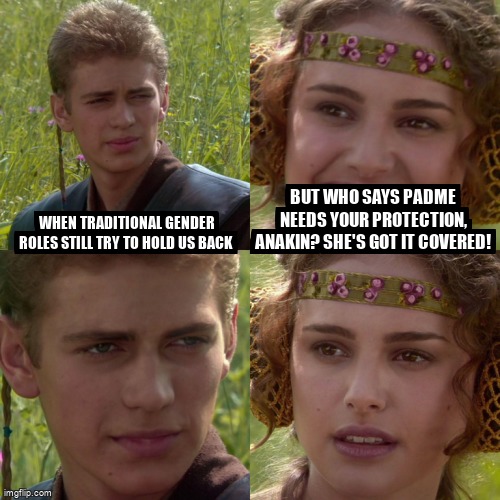 WHEN TRADITIONAL GENDER
ROLES STILL TRY TO HOLD US BACK
BUT WHO SAYS PADME
NEEDS YOUR PROTECTION,
ANAKIN? SHE'S GOT IT COVERED!
imgflip.com